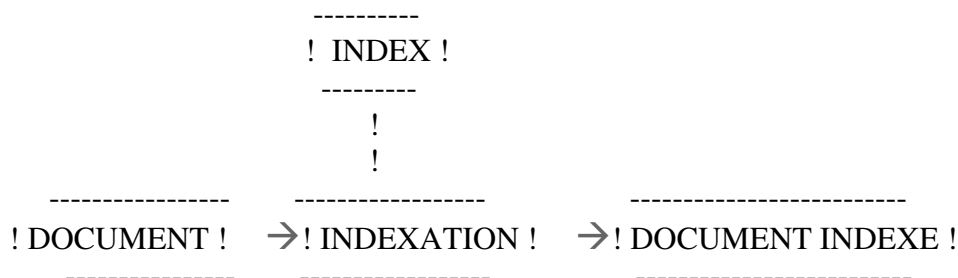 ----------
! INDEX !
---------
!
!
----------------- ------------------ --------------------------
! DOCUMENT ! →! INDEXATION ! →! DOCUMENT INDEXE !
---------------- ------------------ --------------------------